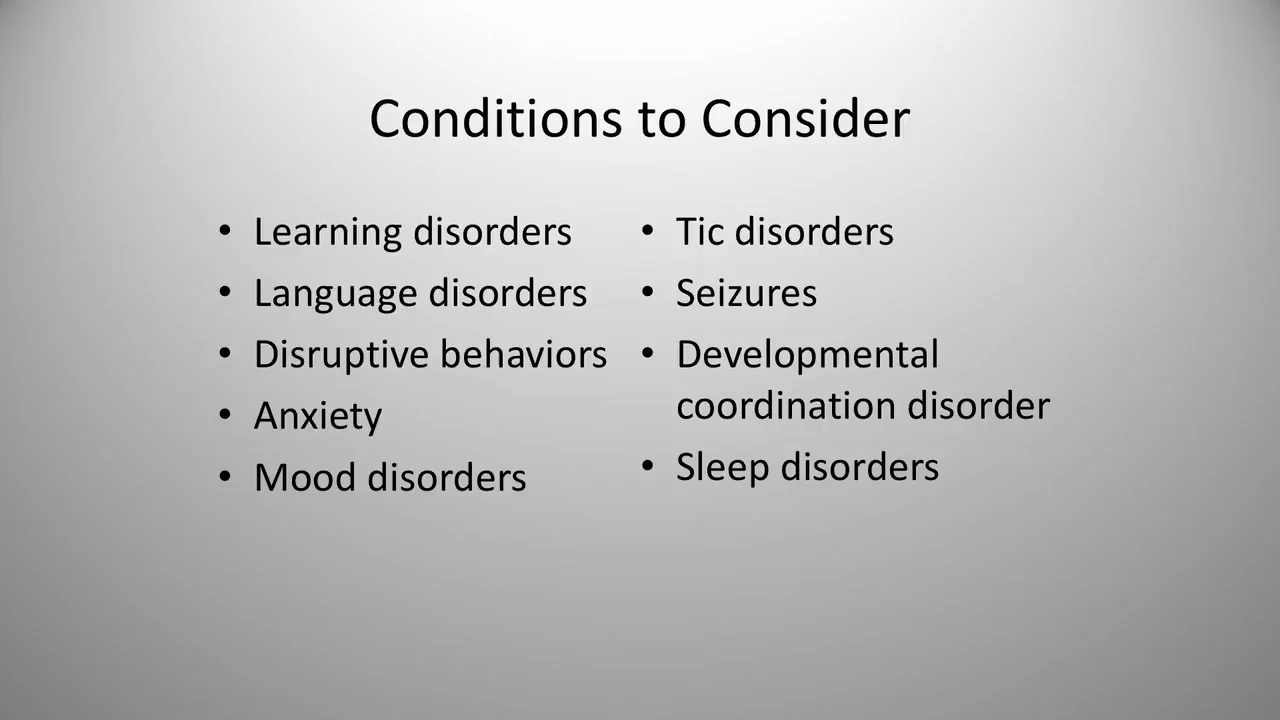 Conditions to Consider
• Learning disorders
• Language disorders
• Disruptive behaviors
• Anxiety
• Mood disorders
• Tic disorders
• Seizures
• Developmental
coordination disorder
• Sleep disorders